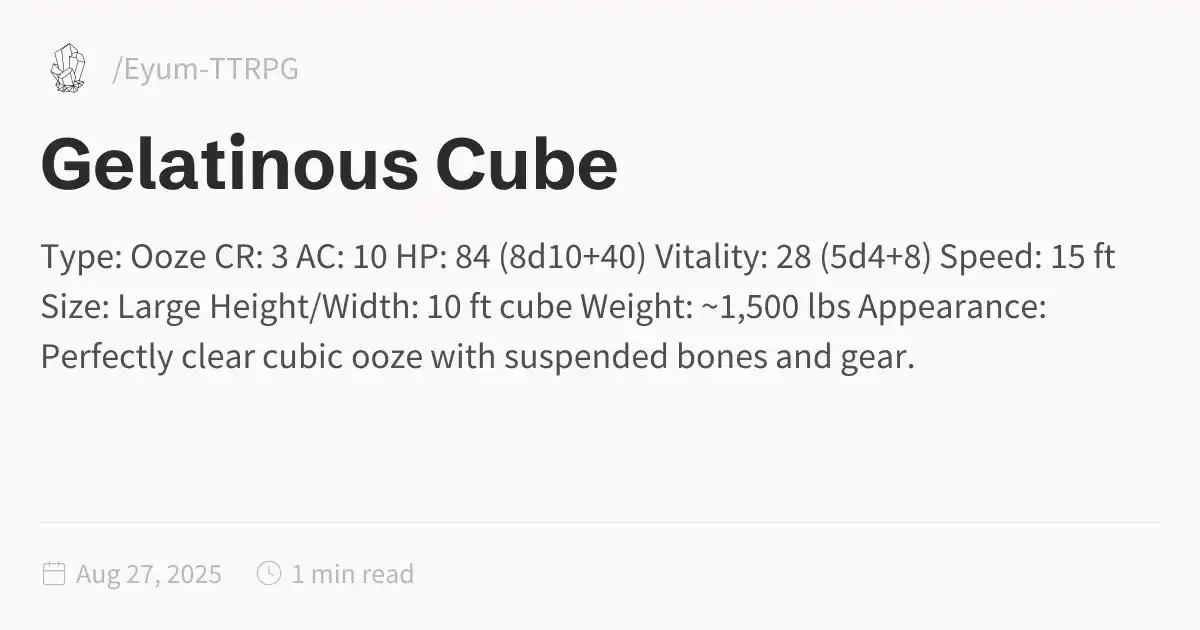 /Eyum-TTRPG
Gelatinous Cube
Type: Ooze CR: 3 AC: 10 HP: 84 (8d10+40) Vitality: 28 (5d4+8) Speed: 15 ft
Size: Large Height/Width: 10 ft cube Weight: ~1,500 lbs Appearance:
Perfectly clear cubic ooze with suspended bones and gear.
Aug 27, 2025 1 min read